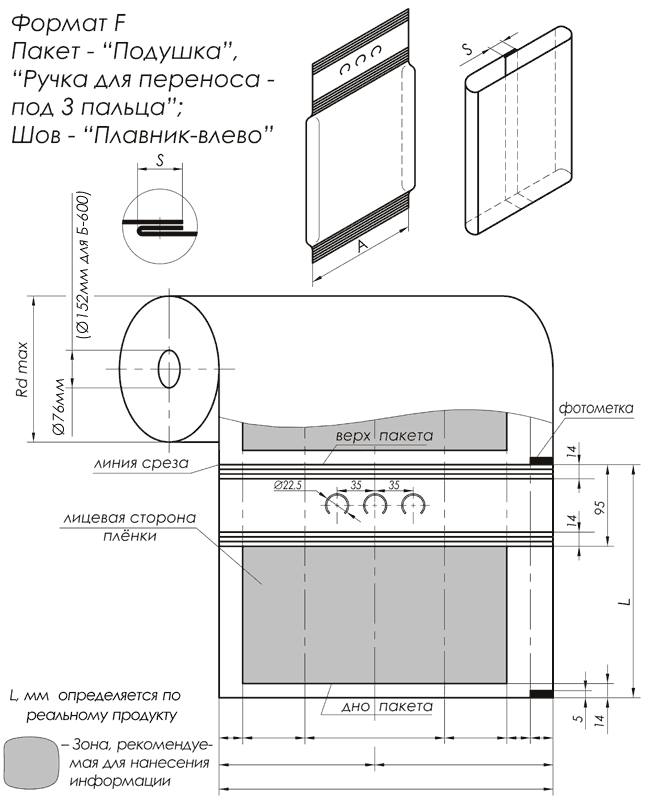 Формат F
Пакет - “Подушка”,
“Ручка для переноса -
под 3 пальца”;
Шов - “Плавник-влево”
S
S
A
(Ø152мм для Б-600)
Ø76мм
Rd max
фотометка
верх пакета
линия среза
14
Ø22,5
35
35
95
14
лицевая сторона
плёнки
L
L, мм определяется по
реальному продукту
дно пакета
5
14
– Зона, рекомендуе-
мая для нанесения
информации